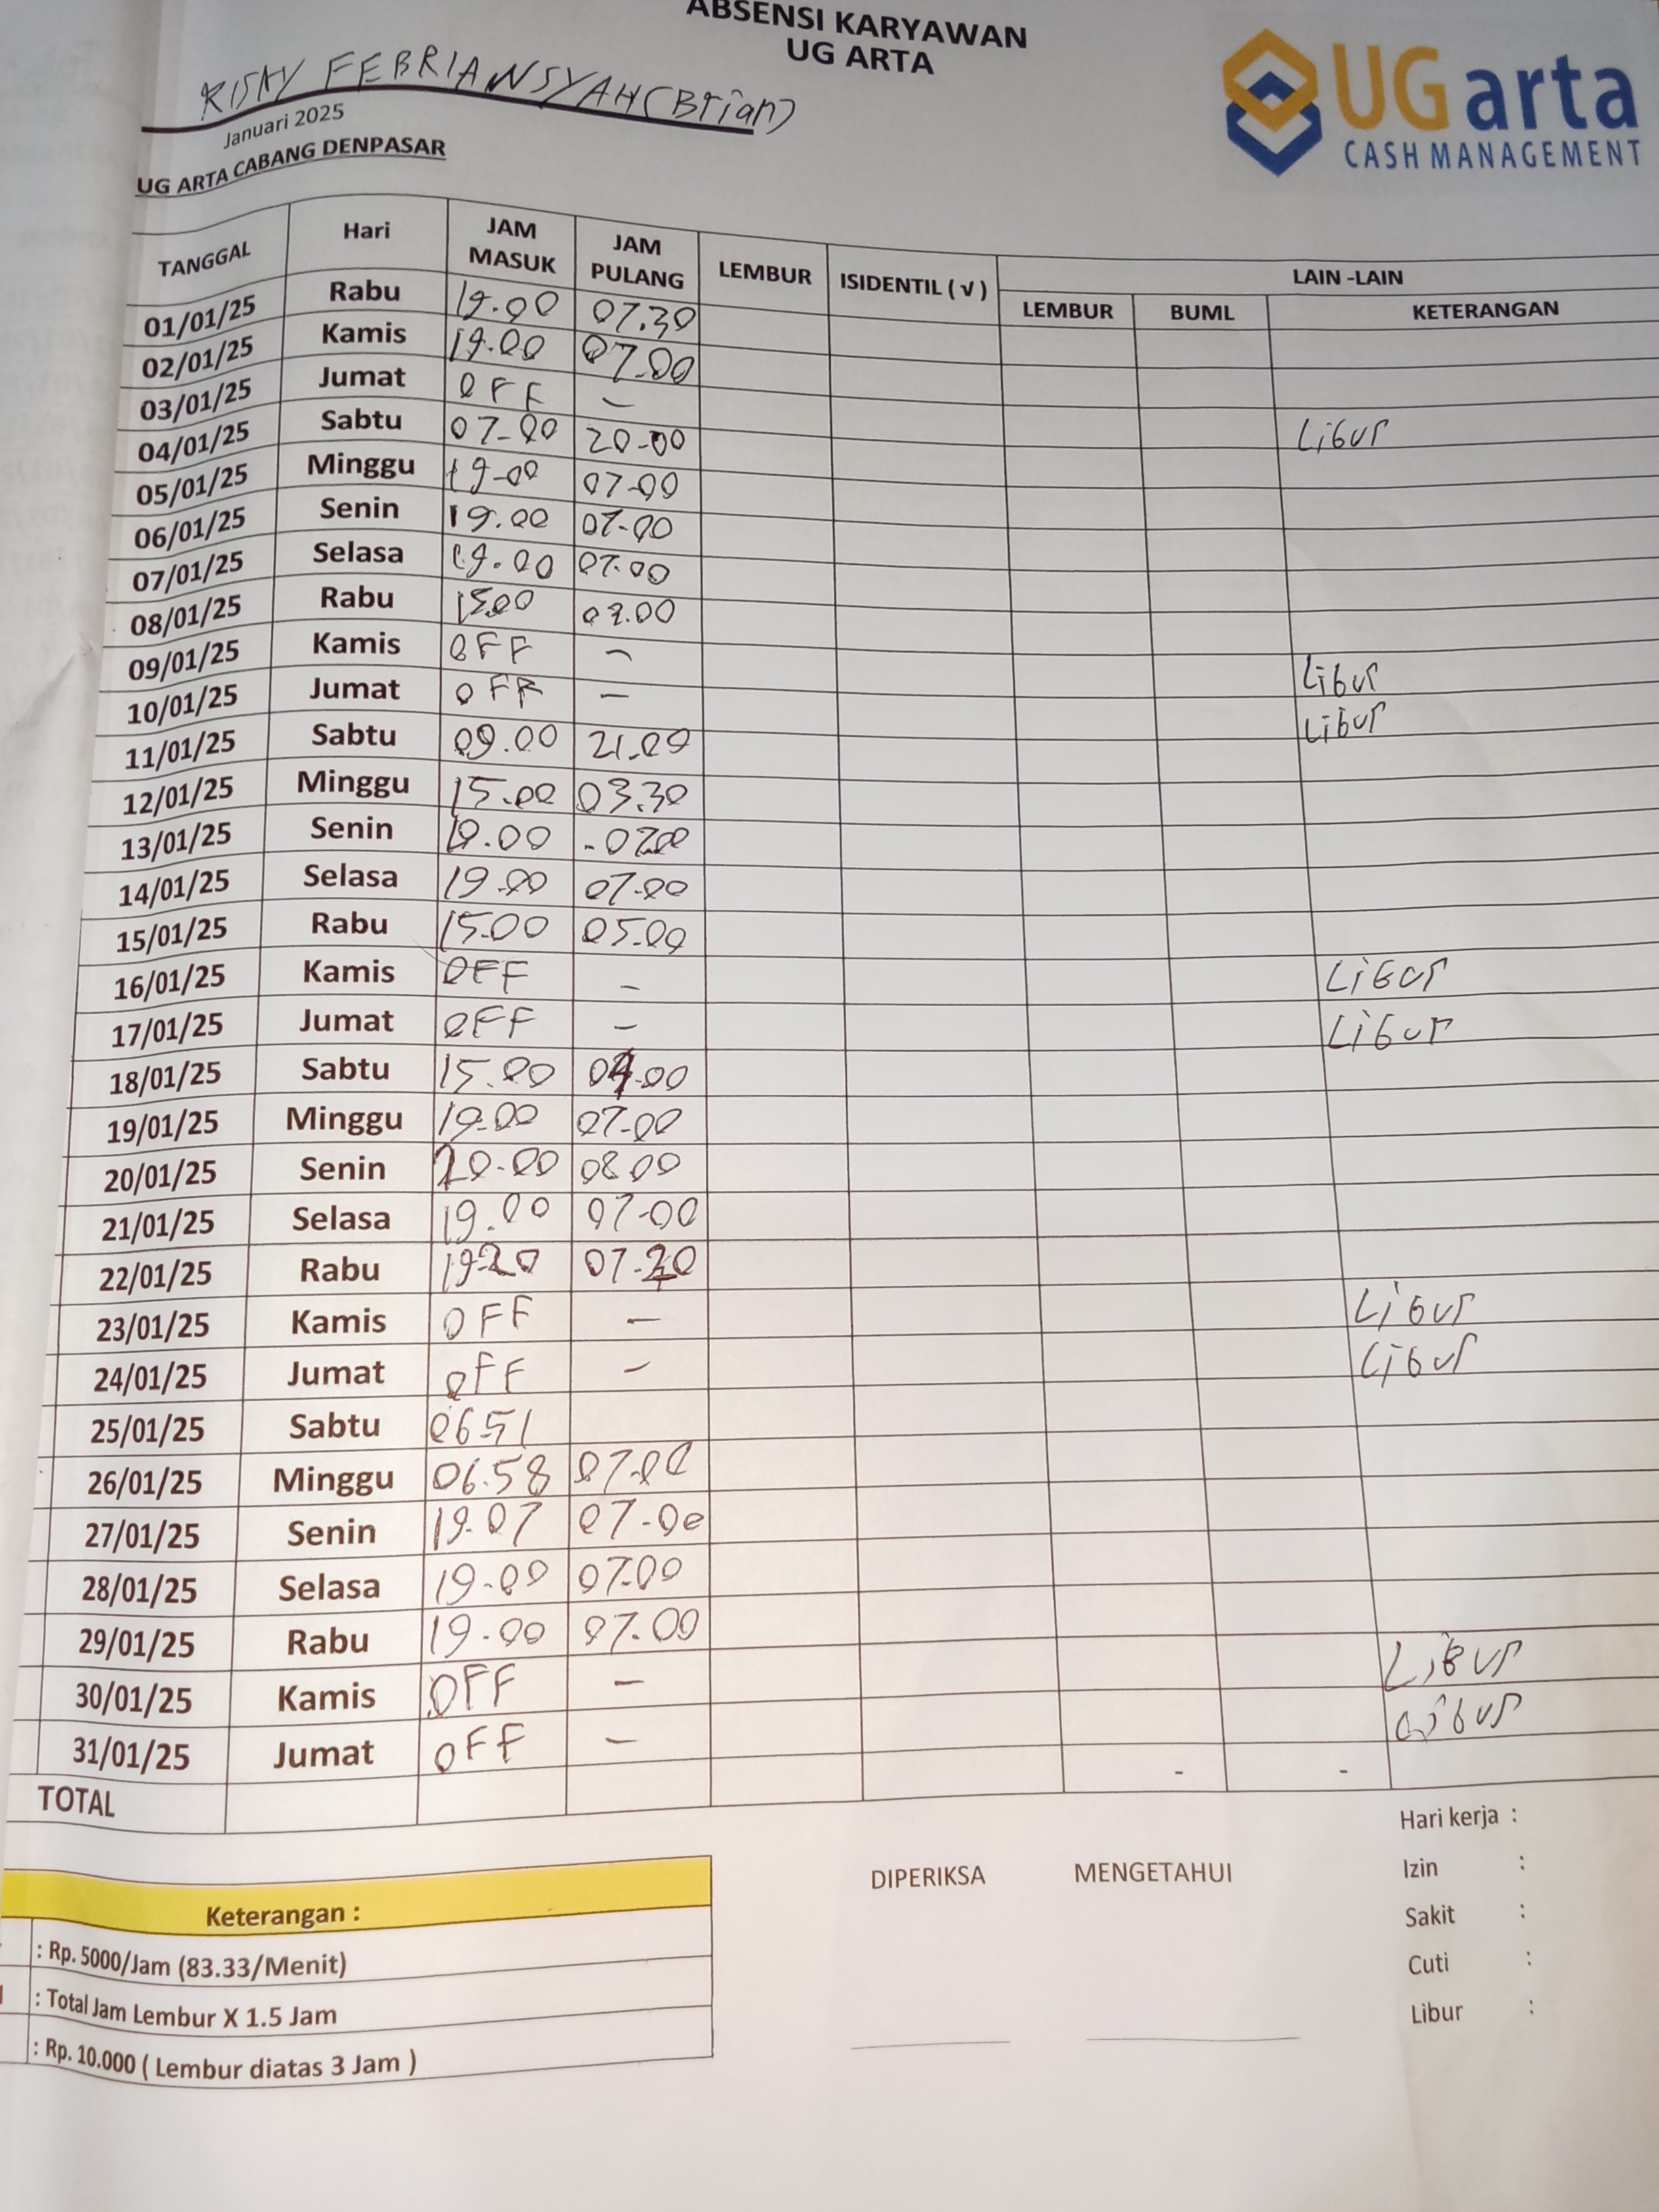 ABSENSI KARYAWAN
UG ARTA
UG arta
CASH MANAGEMENT
RISKY FEBRIANSYAH (Brian)
Januari 2025
UG ARTA CABANG DENPASAR
TANGGAL Hari JAM MASUK JAM PULANG LEMBUR ISIDENTIL (√) LAIN -LAIN
LEMBUR BUML KETERANGAN
01/01/25 Rabu 19.00 07.30
02/01/25 Kamis 19.00 07.00
03/01/25 Jumat OFF - Libur
04/01/25 Sabtu 07-00 20-00
05/01/25 Minggu 19-00 07-00
06/01/25 Senin 19.00 07-00
07/01/25 Selasa 19.00 07.00
08/01/25 Rabu 15.00
09/01/25 Kamis OFF - Libur
10/01/25 Jumat OFF - Libur
11/01/25 Sabtu 09.00 21.00
12/01/25 Minggu 15.00 03.30
13/01/25 Senin 19.00 -07.00
14/01/25 Selasa 19.00 07-00
15/01/25 Rabu 15.00 05.00
16/01/25 Kamis OFF - Libur
17/01/25 Jumat OFF - Libur
18/01/25 Sabtu 15.00 04.00
19/01/25 Minggu 19-00 07-00
20/01/25 Senin 20-00 08.00
21/01/25 Selasa 19.00 07-00
22/01/25 Rabu 19-20 07-20
23/01/25 Kamis OFF - Libur
24/01/25 Jumat OFF - Libur
25/01/25 Sabtu 06.51
26/01/25 Minggu 06.58 07-00
27/01/25 Senin 19.07 07-00
28/01/25 Selasa 19-00 07.00
29/01/25 Rabu 19.00 07.00
30/01/25 Kamis OFF - Libur
31/01/25 Jumat OFF - Libur
TOTAL - -
Hari kerja :
Izin :
Sakit :
Cuti :
Libur :
DIPERIKSA MENGETAHUI
Keterangan :
: Rp. 5000/Jam (83.33/Menit)
: Total Jam Lembur X 1.5 Jam
: Rp. 10.000 ( Lembur diatas 3 Jam )